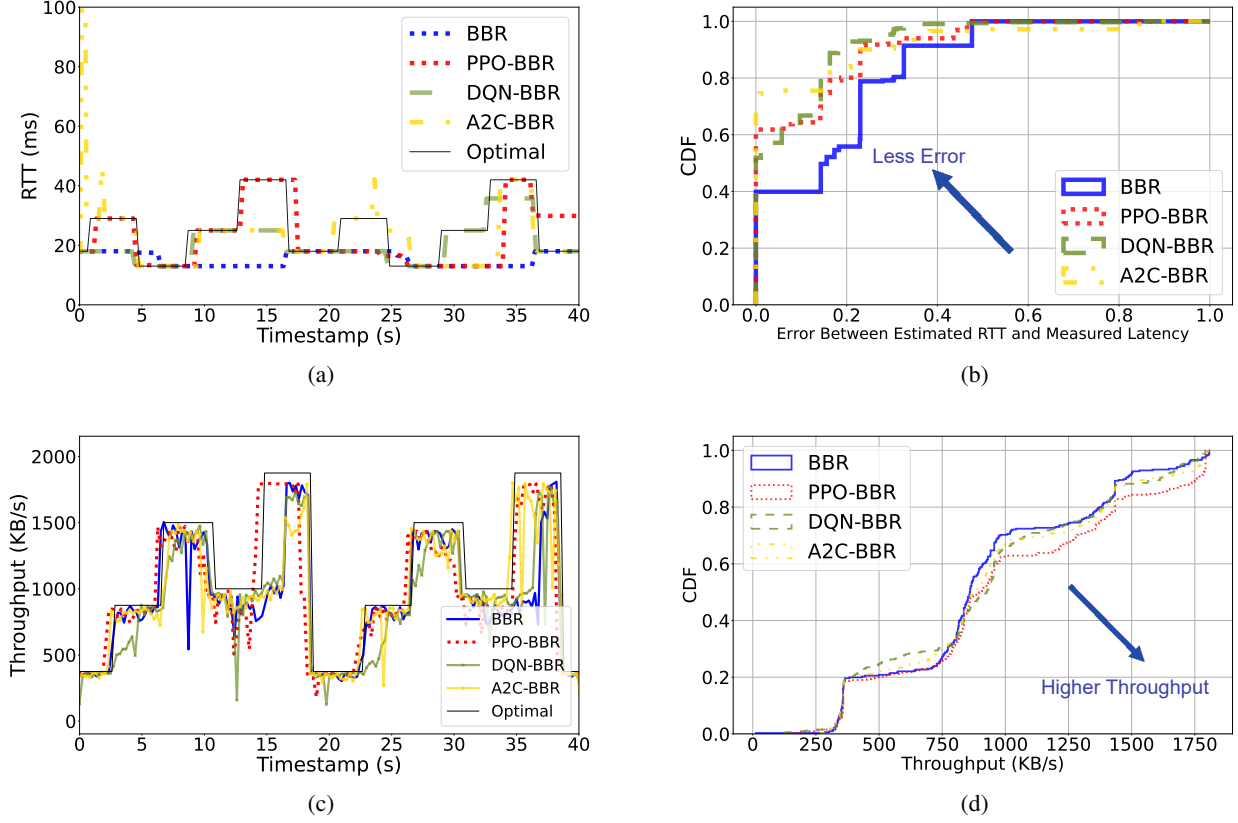 100
80
60
40
20
0
RTT (ms)
BBR
PPO-BBR
DQN-BBR
A2C-BBR
Optimal
0 5 10 15 20 25 30 35 40
Timestamp (s)
(a)
1.0
0.8
0.6
0.4
0.2
0.0
CDF
Less Error
BBR
PPO-BBR
DQN-BBR
A2C-BBR
0.0 0.2 0.4 0.6 0.8 1.0
Error Between Estimated RTT and Measured Latency
(b)
2000
1500
1000
500
0
Throughput (KB/s)
BBR
PPO-BBR
DQN-BBR
A2C-BBR
Optimal
0 5 10 15 20 25 30 35 40
Timestamp (s)
(c)
1.0
0.8
0.6
0.4
0.2
0.0
CDF
BBR
PPO-BBR
DQN-BBR
A2C-BBR
Higher Throughput
0 250 500 750 1000 1250 1500 1750
Throughput (KB/s)
(d)